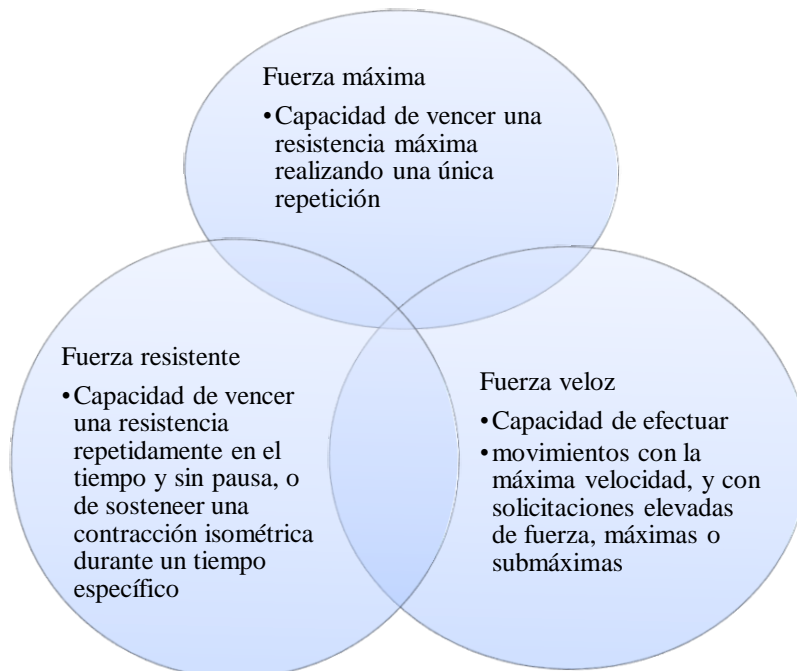 Fuerza máxima
•Capacidad de vencer una
resistencia máxima
realizando una única
repetición
Fuerza resistente
•Capacidad de vencer
una resistencia
repetidamente en el
tiempo y sin pausa, o
de sosteneer una
contracción isométrica
durante un tiempo
específico
Fuerza veloz
•Capacidad de efectuar
•movimientos con la
máxima velocidad, y con
solicitaciones elevadas
de fuerza, máximas o
submáximas